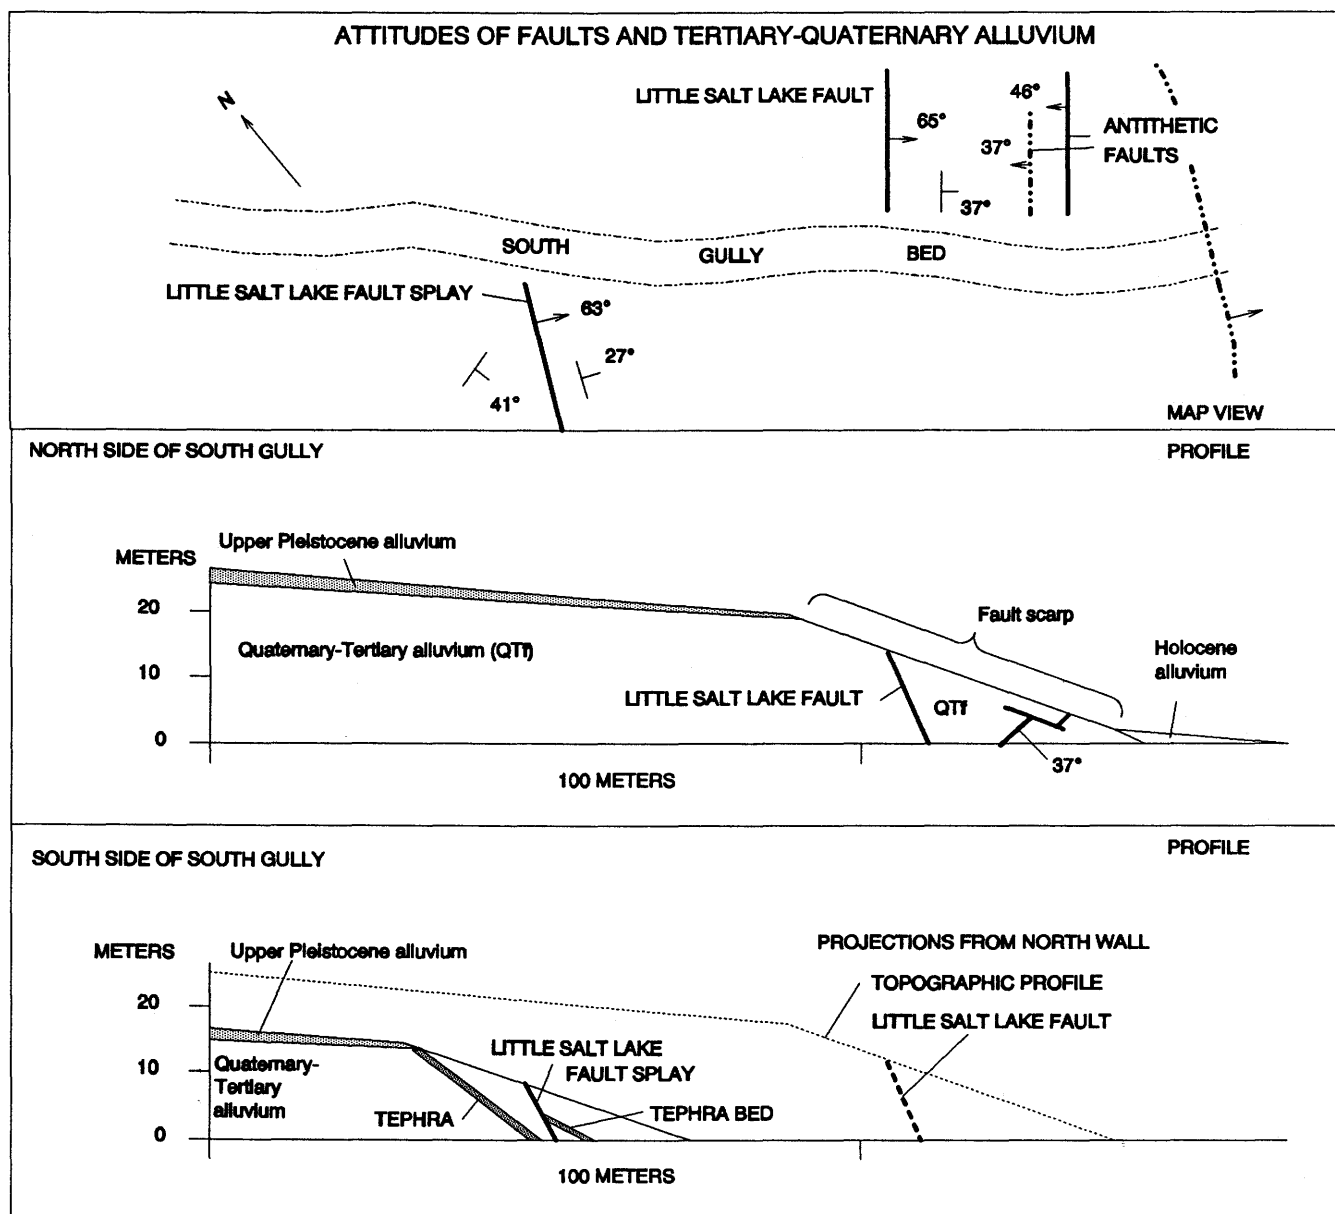 ATTITUDES OF FAULTS AND TERTIARY-QUATERNARY ALLUVIUM
N
LITTLE SALT LAKE FAULT
65°
46°
37°
ANTITHETIC
FAULTS
37°
SOUTH GULLY BED
LITTLE SALT LAKE FAULT SPLAY
63°
27°
41°
MAP VIEW
NORTH SIDE OF SOUTH GULLY
PROFILE
METERS
Upper Pleistocene alluvium
20
10
0
Quaternary-Tertiary alluvium (QTf)
Fault scarp
LITTLE SALT LAKE FAULT
QTf
Holocene
alluvium
37°
100 METERS
SOUTH SIDE OF SOUTH GULLY
PROFILE
METERS
Upper Pleistocene alluvium
20
10
0
Quaternary-
Tertiary
alluvium
TEPHRA
LITTLE SALT LAKE
FAULT SPLAY
TEPHRA BED
PROJECTIONS FROM NORTH WALL
TOPOGRAPHIC PROFILE
LITTLE SALT LAKE FAULT
100 METERS